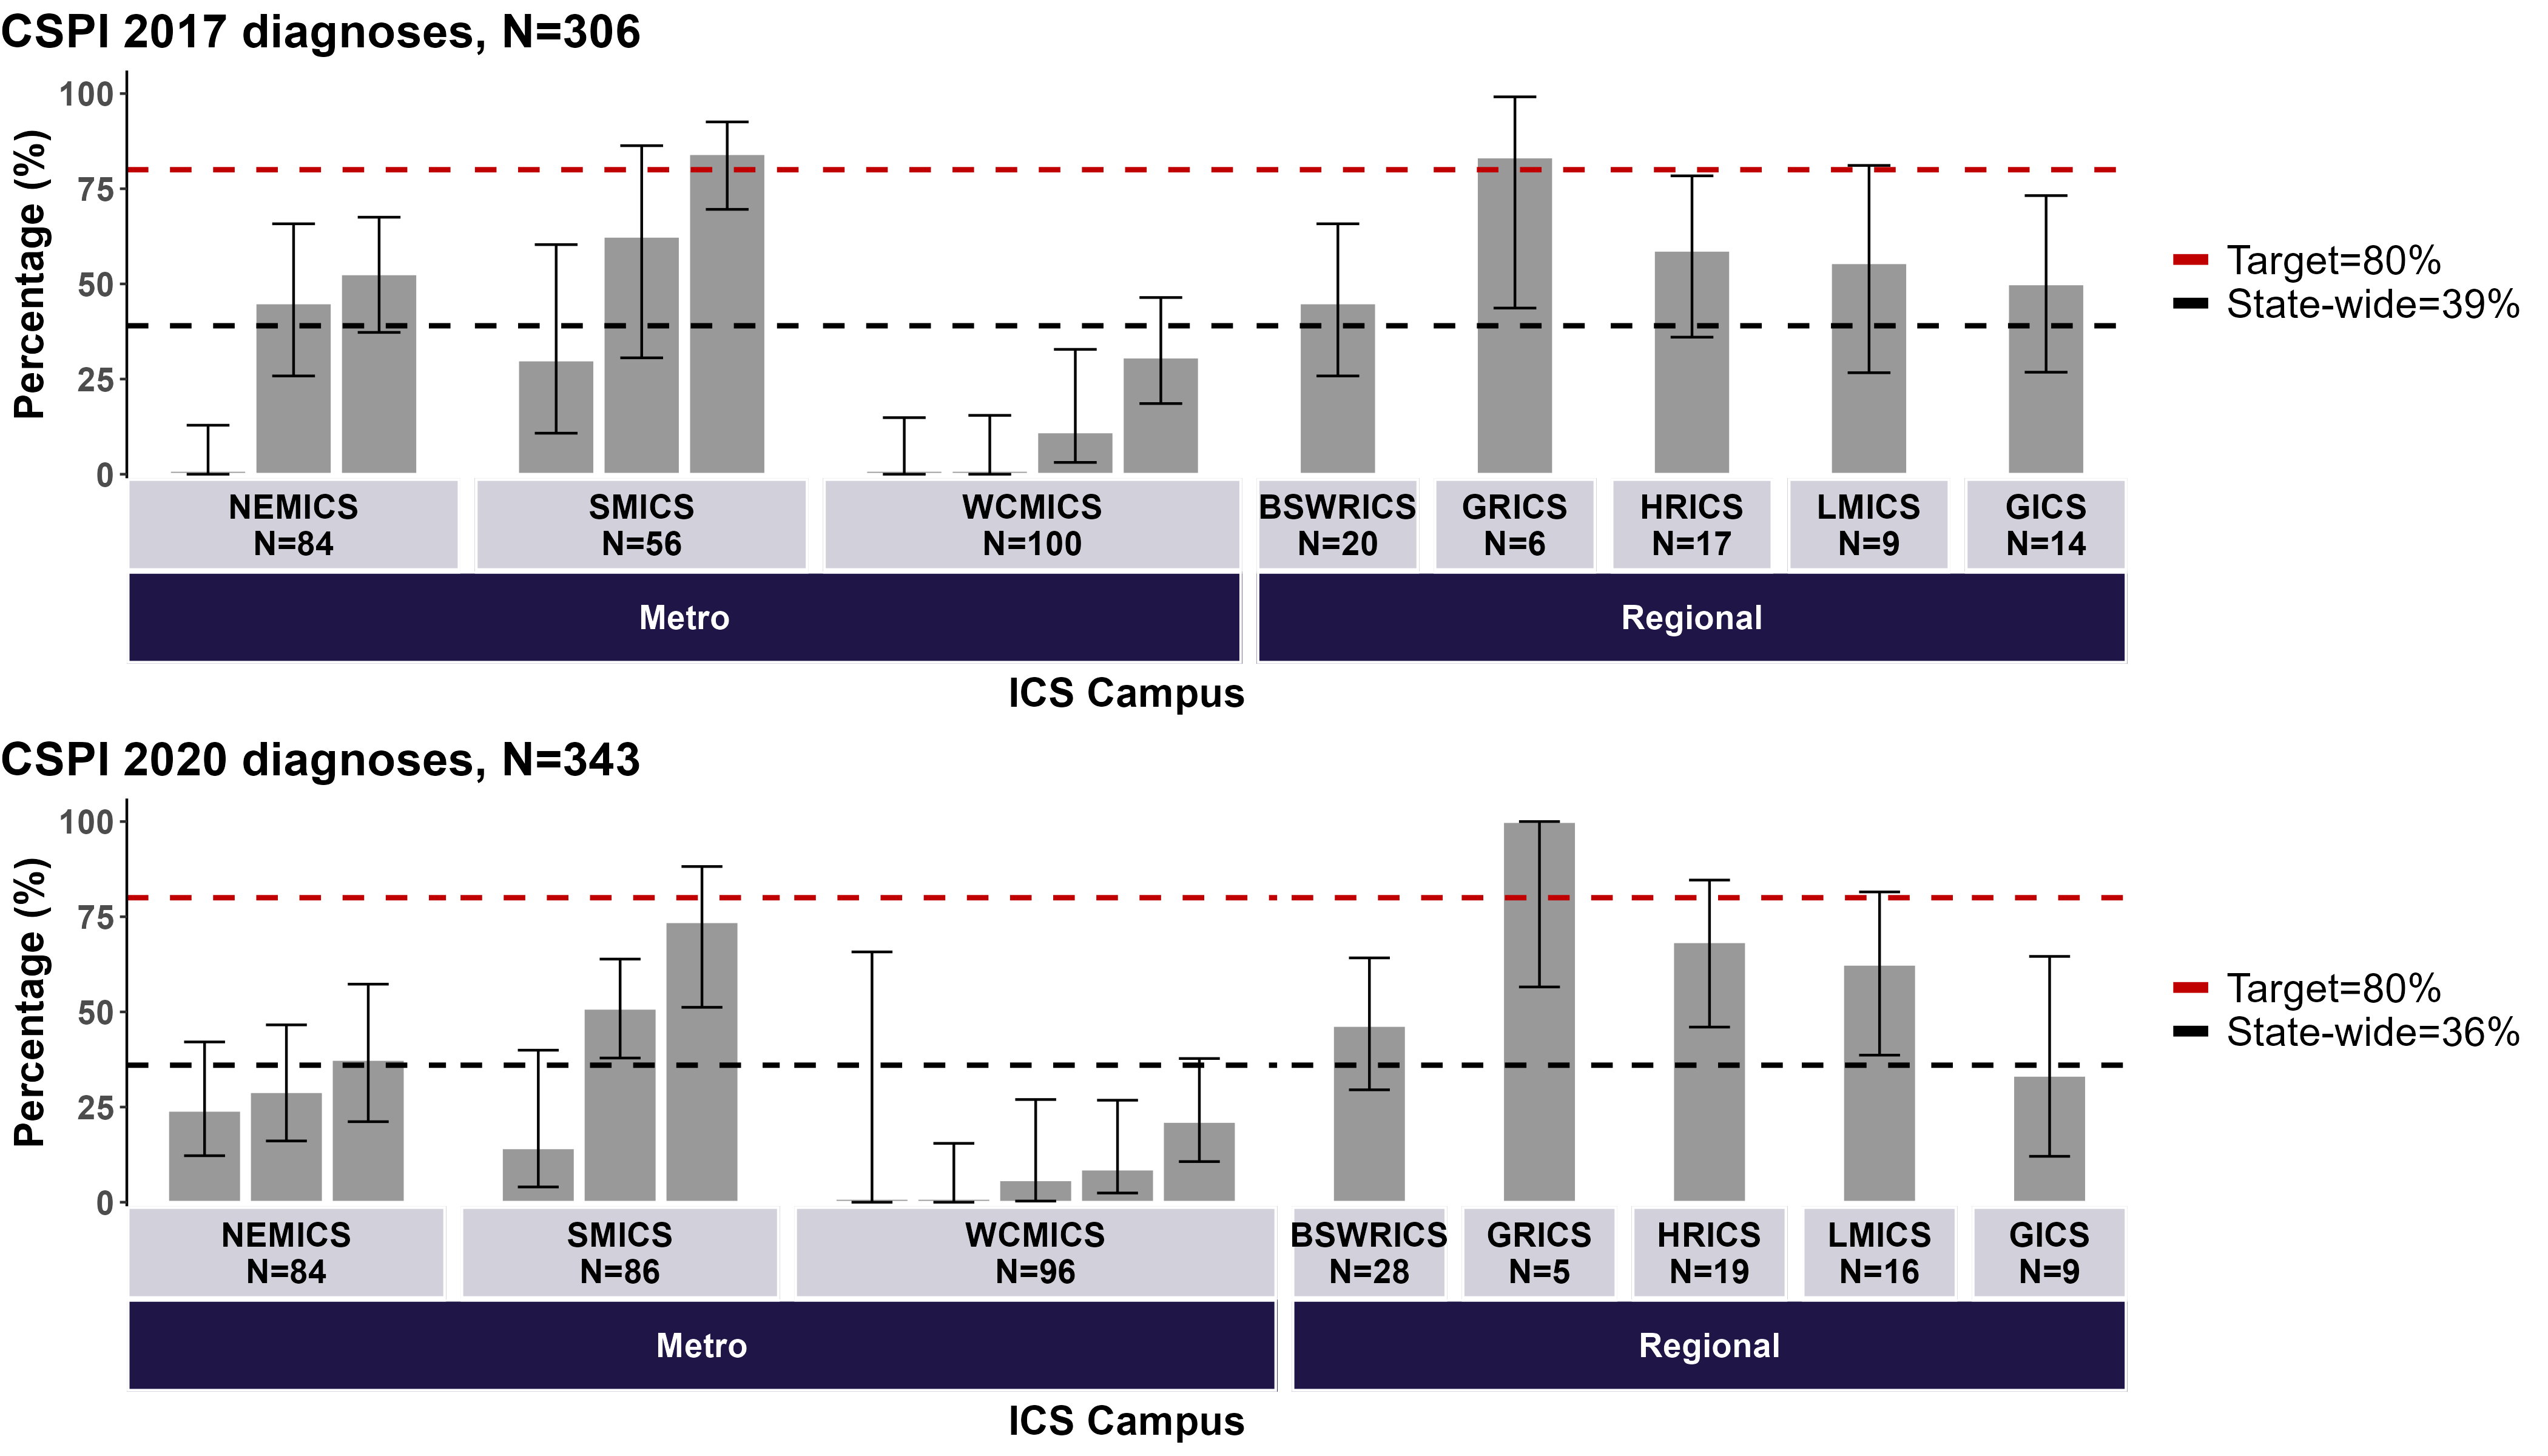 CSPI 2017 diagnoses, N=306
Percentage (%)
100
75
50
25
0
Target=80%
State-wide=39%
NEMICS
N=84
SMICS
N=56
WCMICS
N=100
BSWRICS
N=20
GRICS
N=6
HRICS
N=17
LMICS
N=9
GICS
N=14
Metro
Regional
ICS Campus
CSPI 2020 diagnoses, N=343
Percentage (%)
100
75
50
25
0
Target=80%
State-wide=36%
NEMICS
N=84
SMICS
N=86
WCMICS
N=96
BSWRICS
N=28
GRICS
N=5
HRICS
N=19
LMICS
N=16
GICS
N=9
Metro
Regional
ICS Campus